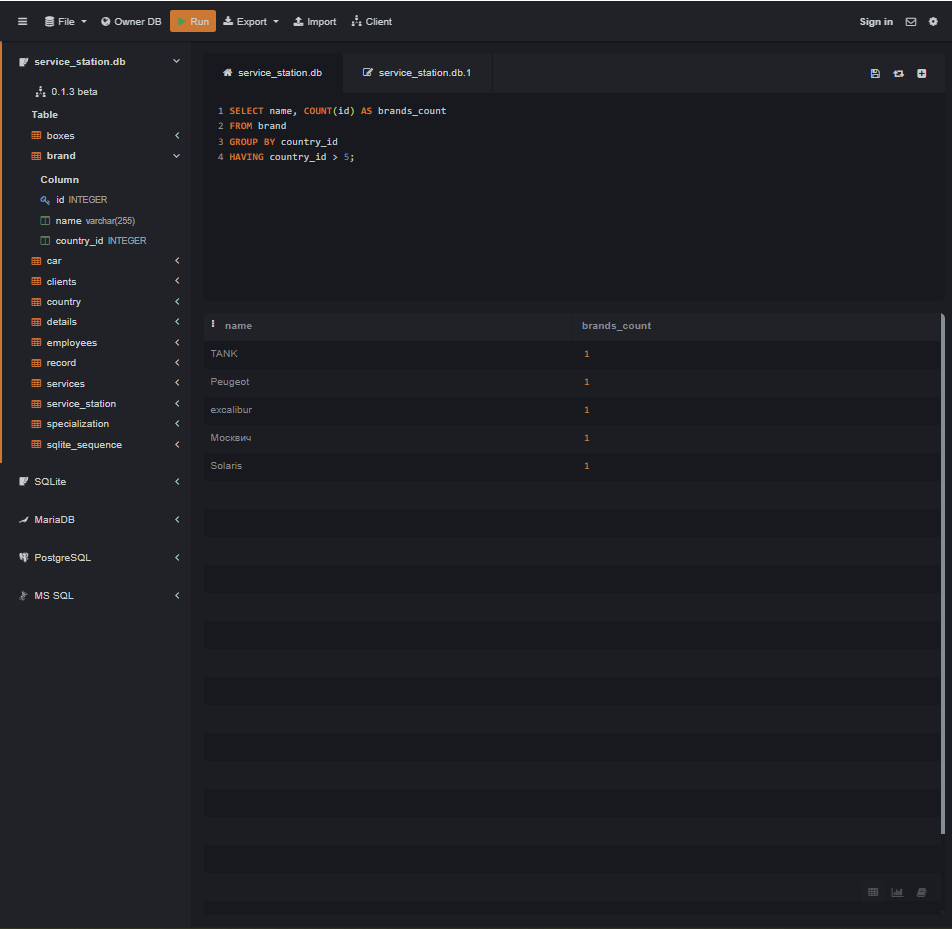 File Owner DB Run Export Import Client Sign in
service_station.db
0.1.3 beta
Table
boxes
brand
Column
id INTEGER
name varchar(255)
country_id INTEGER
car
clients
country
details
employees
record
services
service_station
specialization
sqlite_sequence
SQLite
MariaDB
PostgreSQL
MS SQL
service_station.db service_station.db.1
1 SELECT name, COUNT(id) AS brands_count
2 FROM brand
3 GROUP BY country_id
4 HAVING country_id > 5;
name brands_count
TANK 1
Peugeot 1
excalibur 1
Москвич 1
Solaris 1